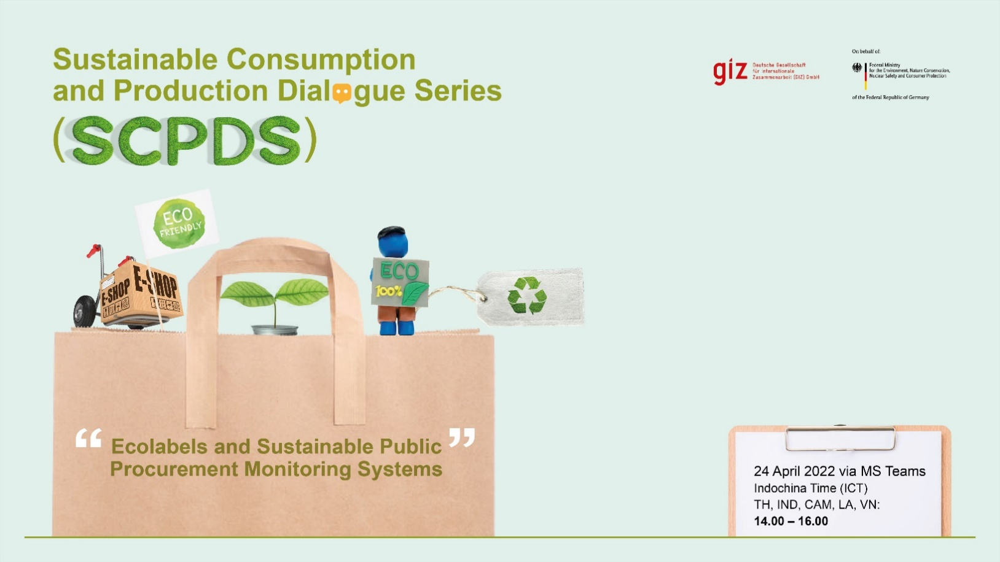 Sustainable Consumption
and Production Dialogue Series
(SCPDS)
giz
Deutsche Gesellschaft
für Internationale
Zusammenarbeit (GIZ) GmbH
On behalf of:
Federal Ministry
for the Environment, Nature Conservation,
Nuclear Safety and Consumer Protection
of the Federal Republic of Germany
ECO
FRIENDLY
E-SHOP
E-SHOP
ECO
100%
“ Ecolabels and Sustainable Public ”
Procurement Monitoring Systems
24 April 2022 via MS Teams
Indochina Time (ICT)
TH, IND, CAM, LA, VN:
14.00 – 16.00